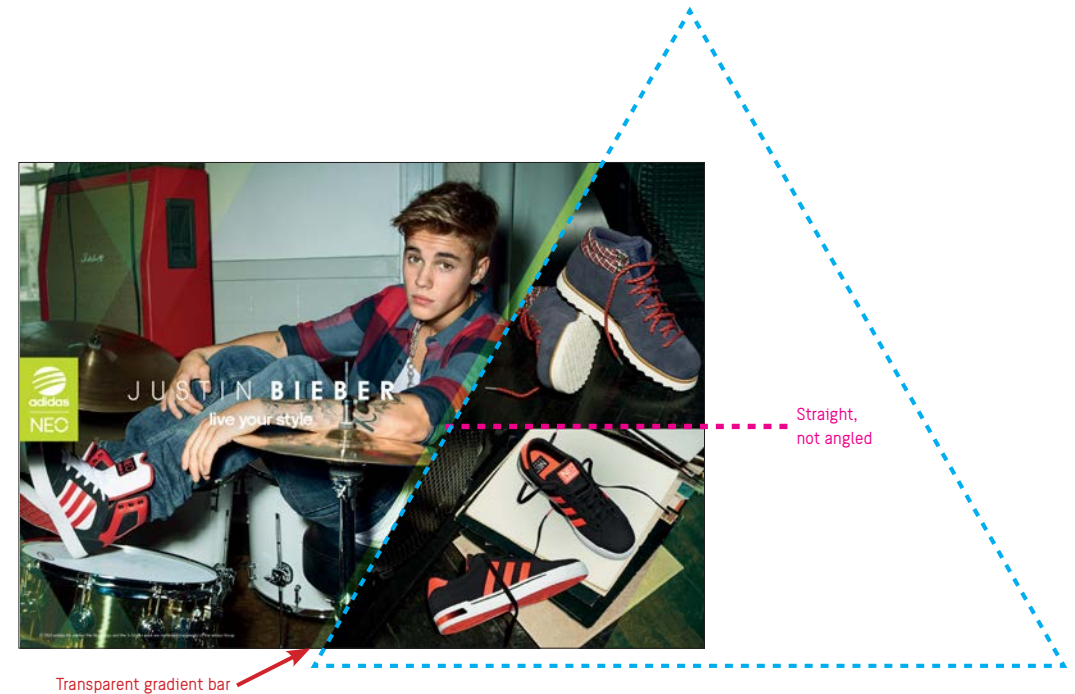 adidas
NEO
JUSTIN BIEBER
live your style
Straight,
not angled
Transparent gradient bar